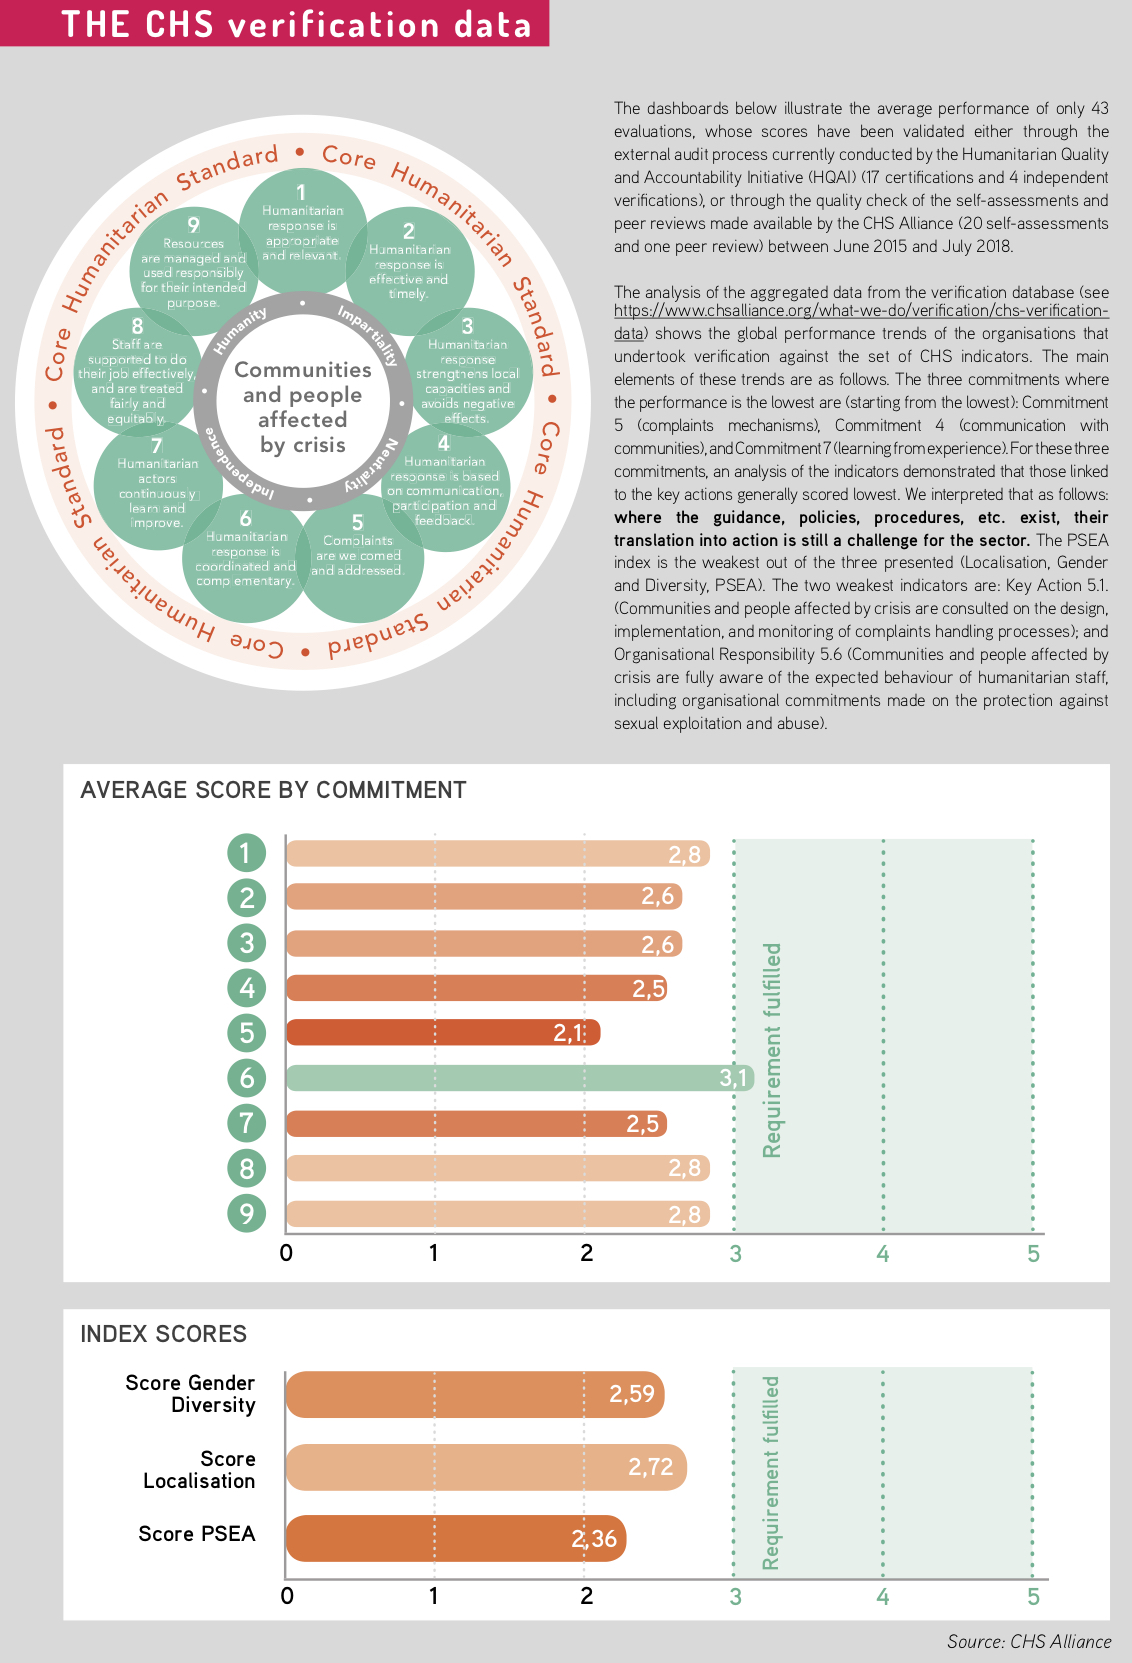 THE CHS verification data
Core Humanitarian Standard • Core Humanitarian Standard • Core Humanitarian Standard • Core Humanitarian Standard •
1
Humanitarian
response is
appropriate
and relevant.
2
Humanitarian
response is
effective and
timely.
3
Humanitarian
response
strengthens local
capacities and
avoids negative
effects.
4
Humanitarian
response is based
on communication,
participation and
feedback.
5
Complaints
are we comed
and addressed.
6
Humanitarian
response is
coordinated and
comp ementary.
7
Humanitarian
actors
continuous y
learn and
improve.
8
Staff are
supported to do
their job effectively,
and are treated
fairly and
equitably.
9
Resources
are managed and
used responsibly
for their intended
purpose.
Humanity • Impartiality • Neutrality • Independence •
Communities
and people
affected
by crisis
The dashboards below illustrate the average performance of only 43
evaluations, whose scores have been validated either through the
external audit process currently conducted by the Humanitarian Quality
and Accountability Initiative (HQAI) (17 certifications and 4 independent
verifications), or through the quality check of the self-assessments and
peer reviews made available by the CHS Alliance (20 self-assessments
and one peer review) between June 2015 and July 2018.
The analysis of the aggregated data from the verification database (see
https://www.chsalliance.org/what-we-do/verification/chs-verification-
data) shows the global performance trends of the organisations that
undertook verification against the set of CHS indicators. The main
elements of these trends are as follows. The three commitments where
the performance is the lowest are (starting from the lowest): Commitment
5 (complaints mechanisms), Commitment 4 (communication with
communities), and Commitment 7 (learning from experience). For these three
commitments, an analysis of the indicators demonstrated that those linked
to the key actions generally scored lowest. We interpreted that as follows:
where the guidance, policies, procedures, etc. exist, their
translation into action is still a challenge for the sector. The PSEA
index is the weakest out of the three presented (Localisation, Gender
and Diversity, PSEA). The two weakest indicators are: Key Action 5.1.
(Communities and people affected by crisis are consulted on the design,
implementation, and monitoring of complaints handling processes); and
Organisational Responsibility 5.6 (Communities and people affected by
crisis are fully aware of the expected behaviour of humanitarian staff,
including organisational commitments made on the protection against
sexual exploitation and abuse).
AVERAGE SCORE BY COMMITMENT
1 2,8
2 2,6
3 2,6
4 2,5
5 2,1
6 3,1
7 2,5
8 2,8
9 2,8
Requirement fulfilled
0 1 2 3 4 5
INDEX SCORES
Score Gender
Diversity
2,59
Score
Localisation
2,72
Score PSEA
2,36
Requirement fulfilled
0 1 2 3 4 5
Source: CHS Alliance